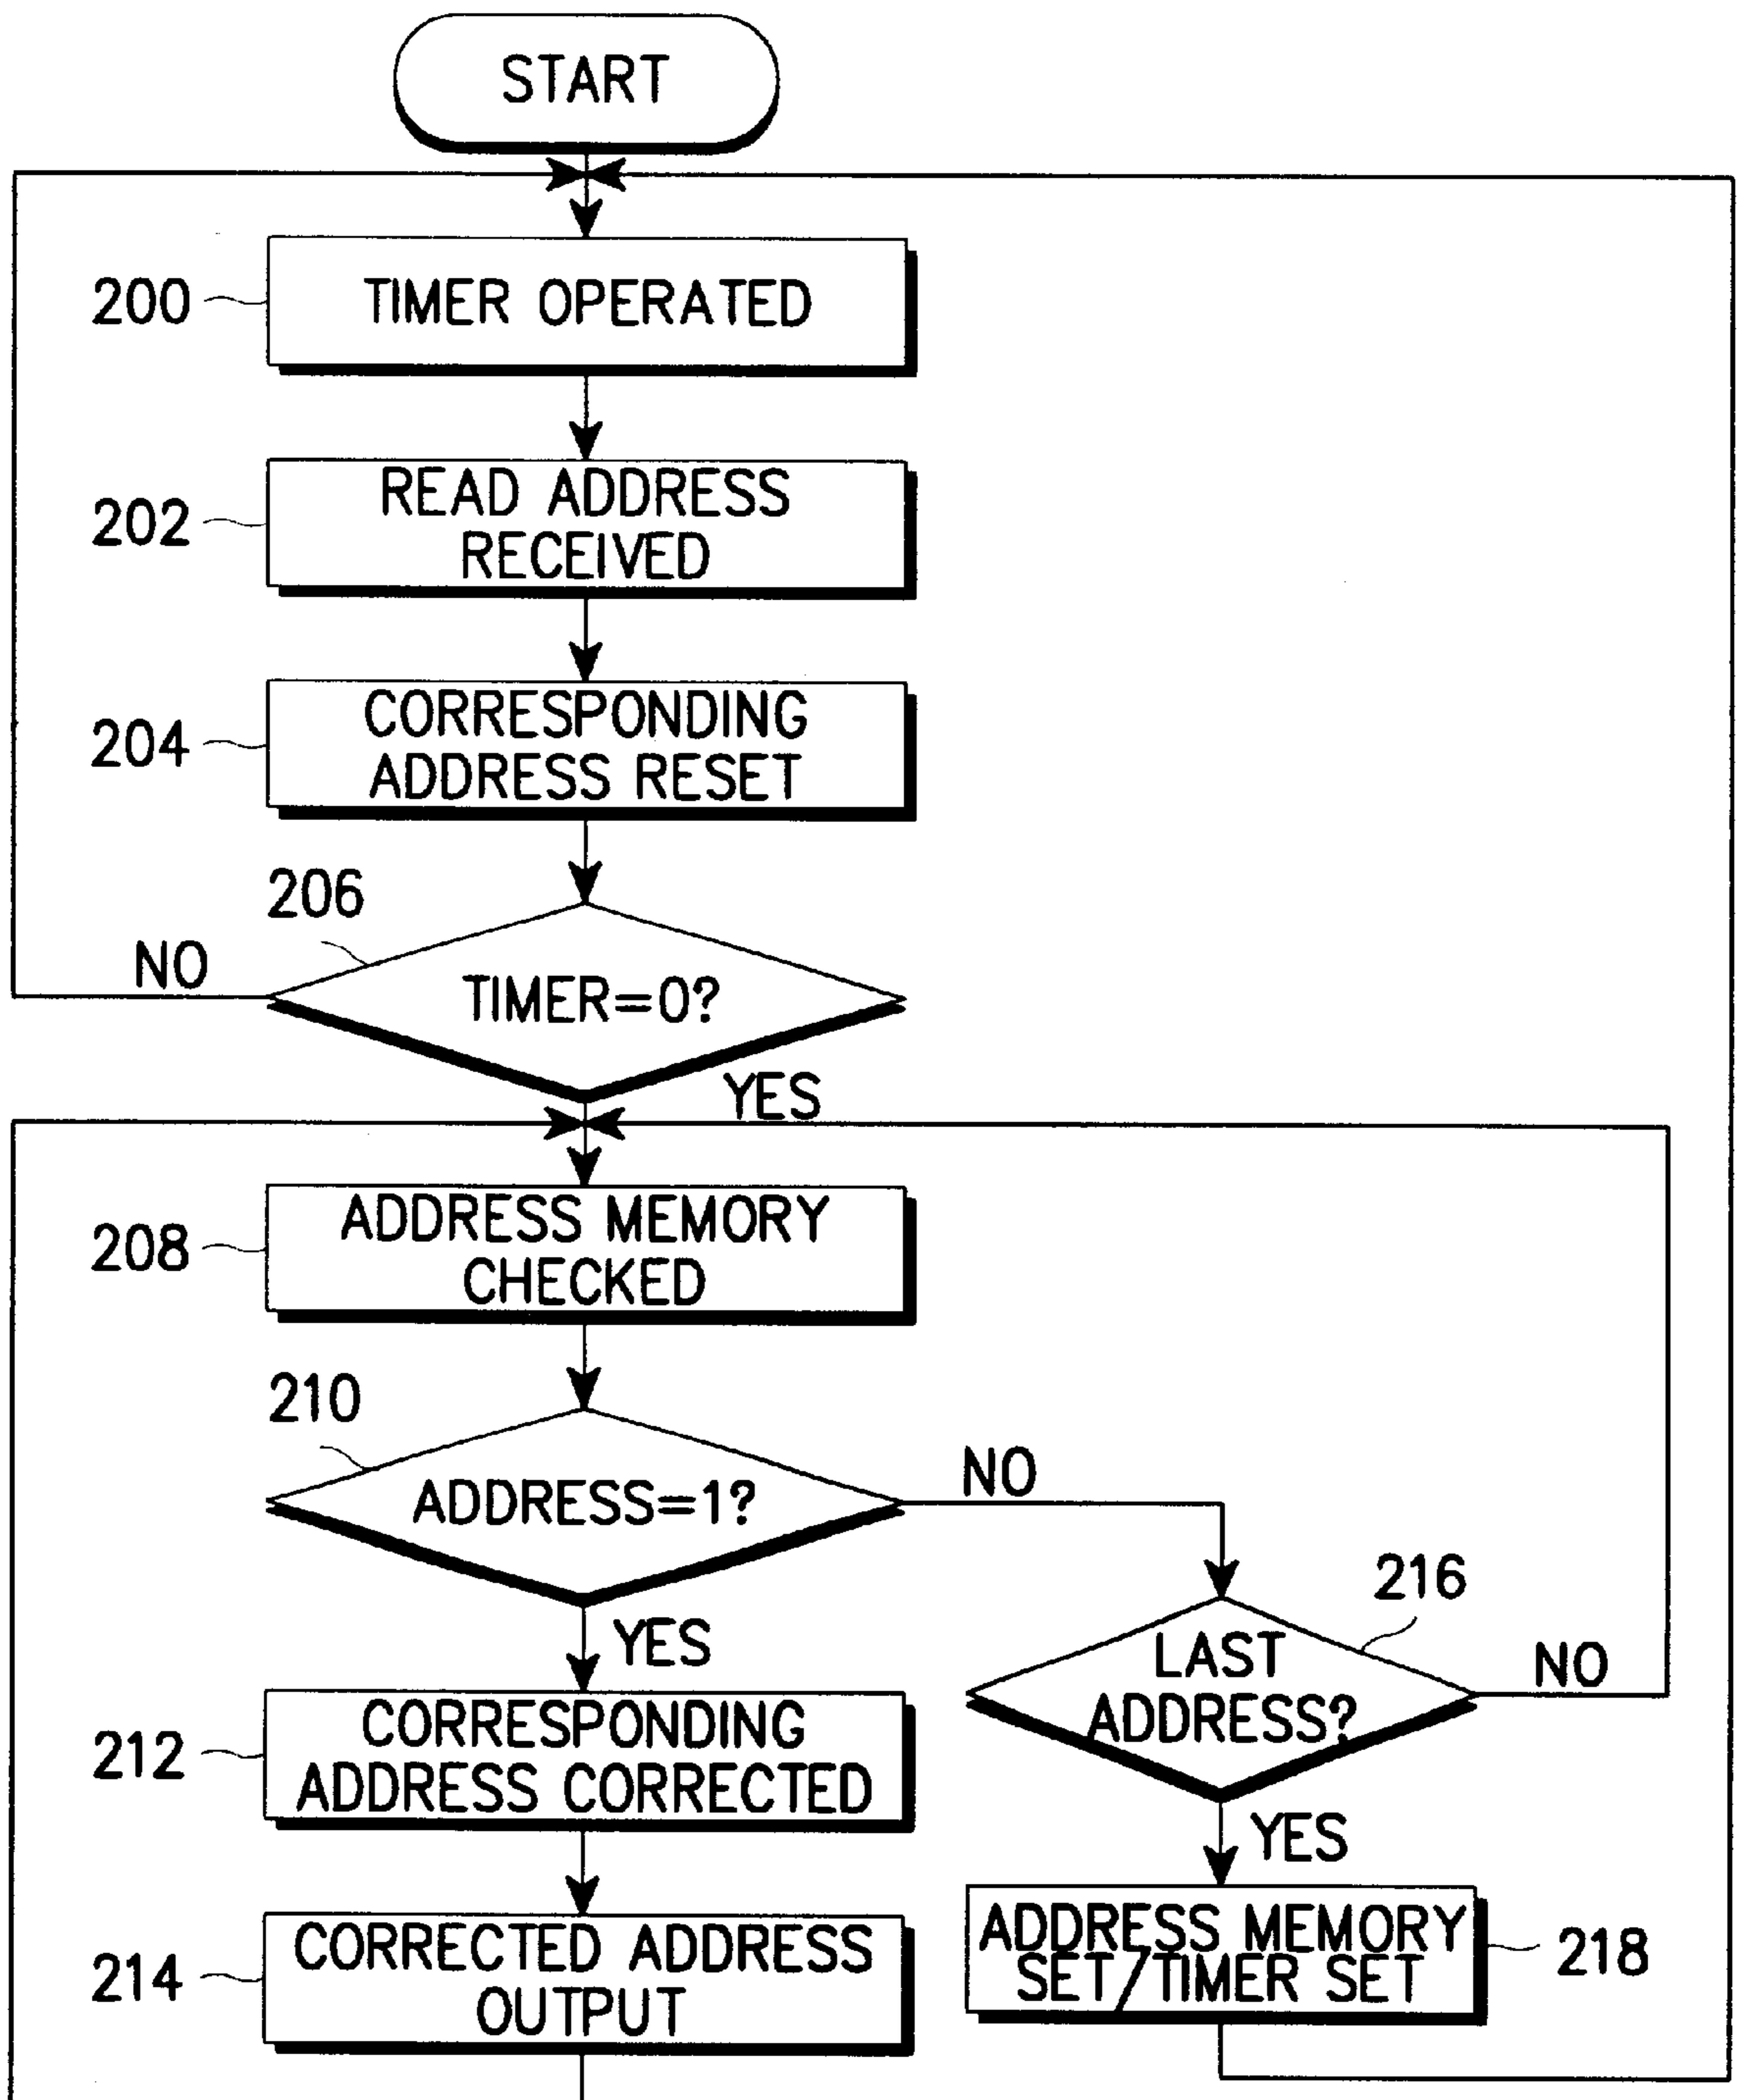 START
200
TIMER OPERATED
202
READ ADDRESS
RECEIVED
204
CORRESPONDING
ADDRESS RESET
206
NO
TIMER=0?
YES
208
ADDRESS MEMORY
CHECKED
210
ADDRESS=1?
NO
YES
216
LAST
ADDRESS?
NO
212
CORRESPONDING
ADDRESS CORRECTED
YES
214
CORRECTED ADDRESS
OUTPUT
ADDRESS MEMORY
SET/TIMER SET
218